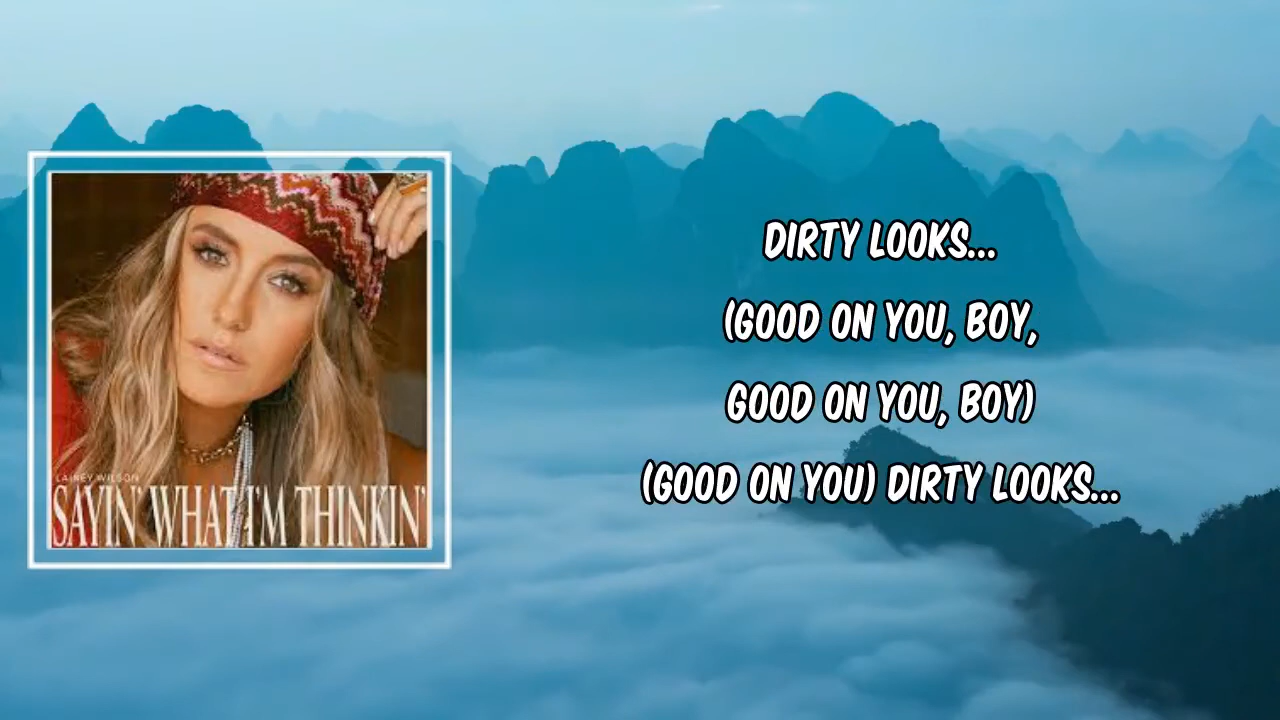 LAINEY WILSON
SAYIN' WHAT I'M THINKIN'
DIRTY LOOKS...
(GOOD ON YOU, BOY,
GOOD ON YOU, BOY)
(GOOD ON YOU) DIRTY LOOKS...